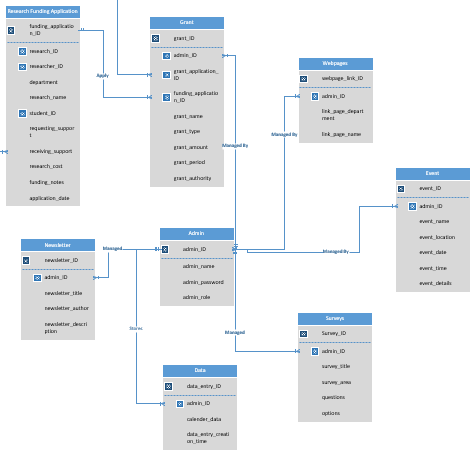 Research Funding Application
funding_applicatio
n_ID
research_ID
researcher_ID
department
research_name
student_ID
requesting_suppor
t
receiving_support
research_cost
funding_notes
application_date
Apply
Grant
grant_ID
admin_ID
grant_application_
ID
funding_applicatio
n_ID
grant_name
grant_type
grant_amount
grant_period
grant_authority
Managed By
Webpages
webpage_link_ID
admin_ID
link_page_depart
ment
link_page_name
Managed By
Event
event_ID
admin_ID
event_name
event_location
event_date
event_time
event_details
Managed By
Admin
admin_ID
admin_name
admin_password
admin_role
Newsletter
newsletter_ID
admin_ID
newsletter_title
newsletter_author
newsletter_descri
ption
Managed
Stores
Managed
Data
data_entry_ID
admin_ID
calender_data
data_entry_creati
on_time
Surveys
Survey_ID
admin_ID
survey_title
survey_area
questions
options